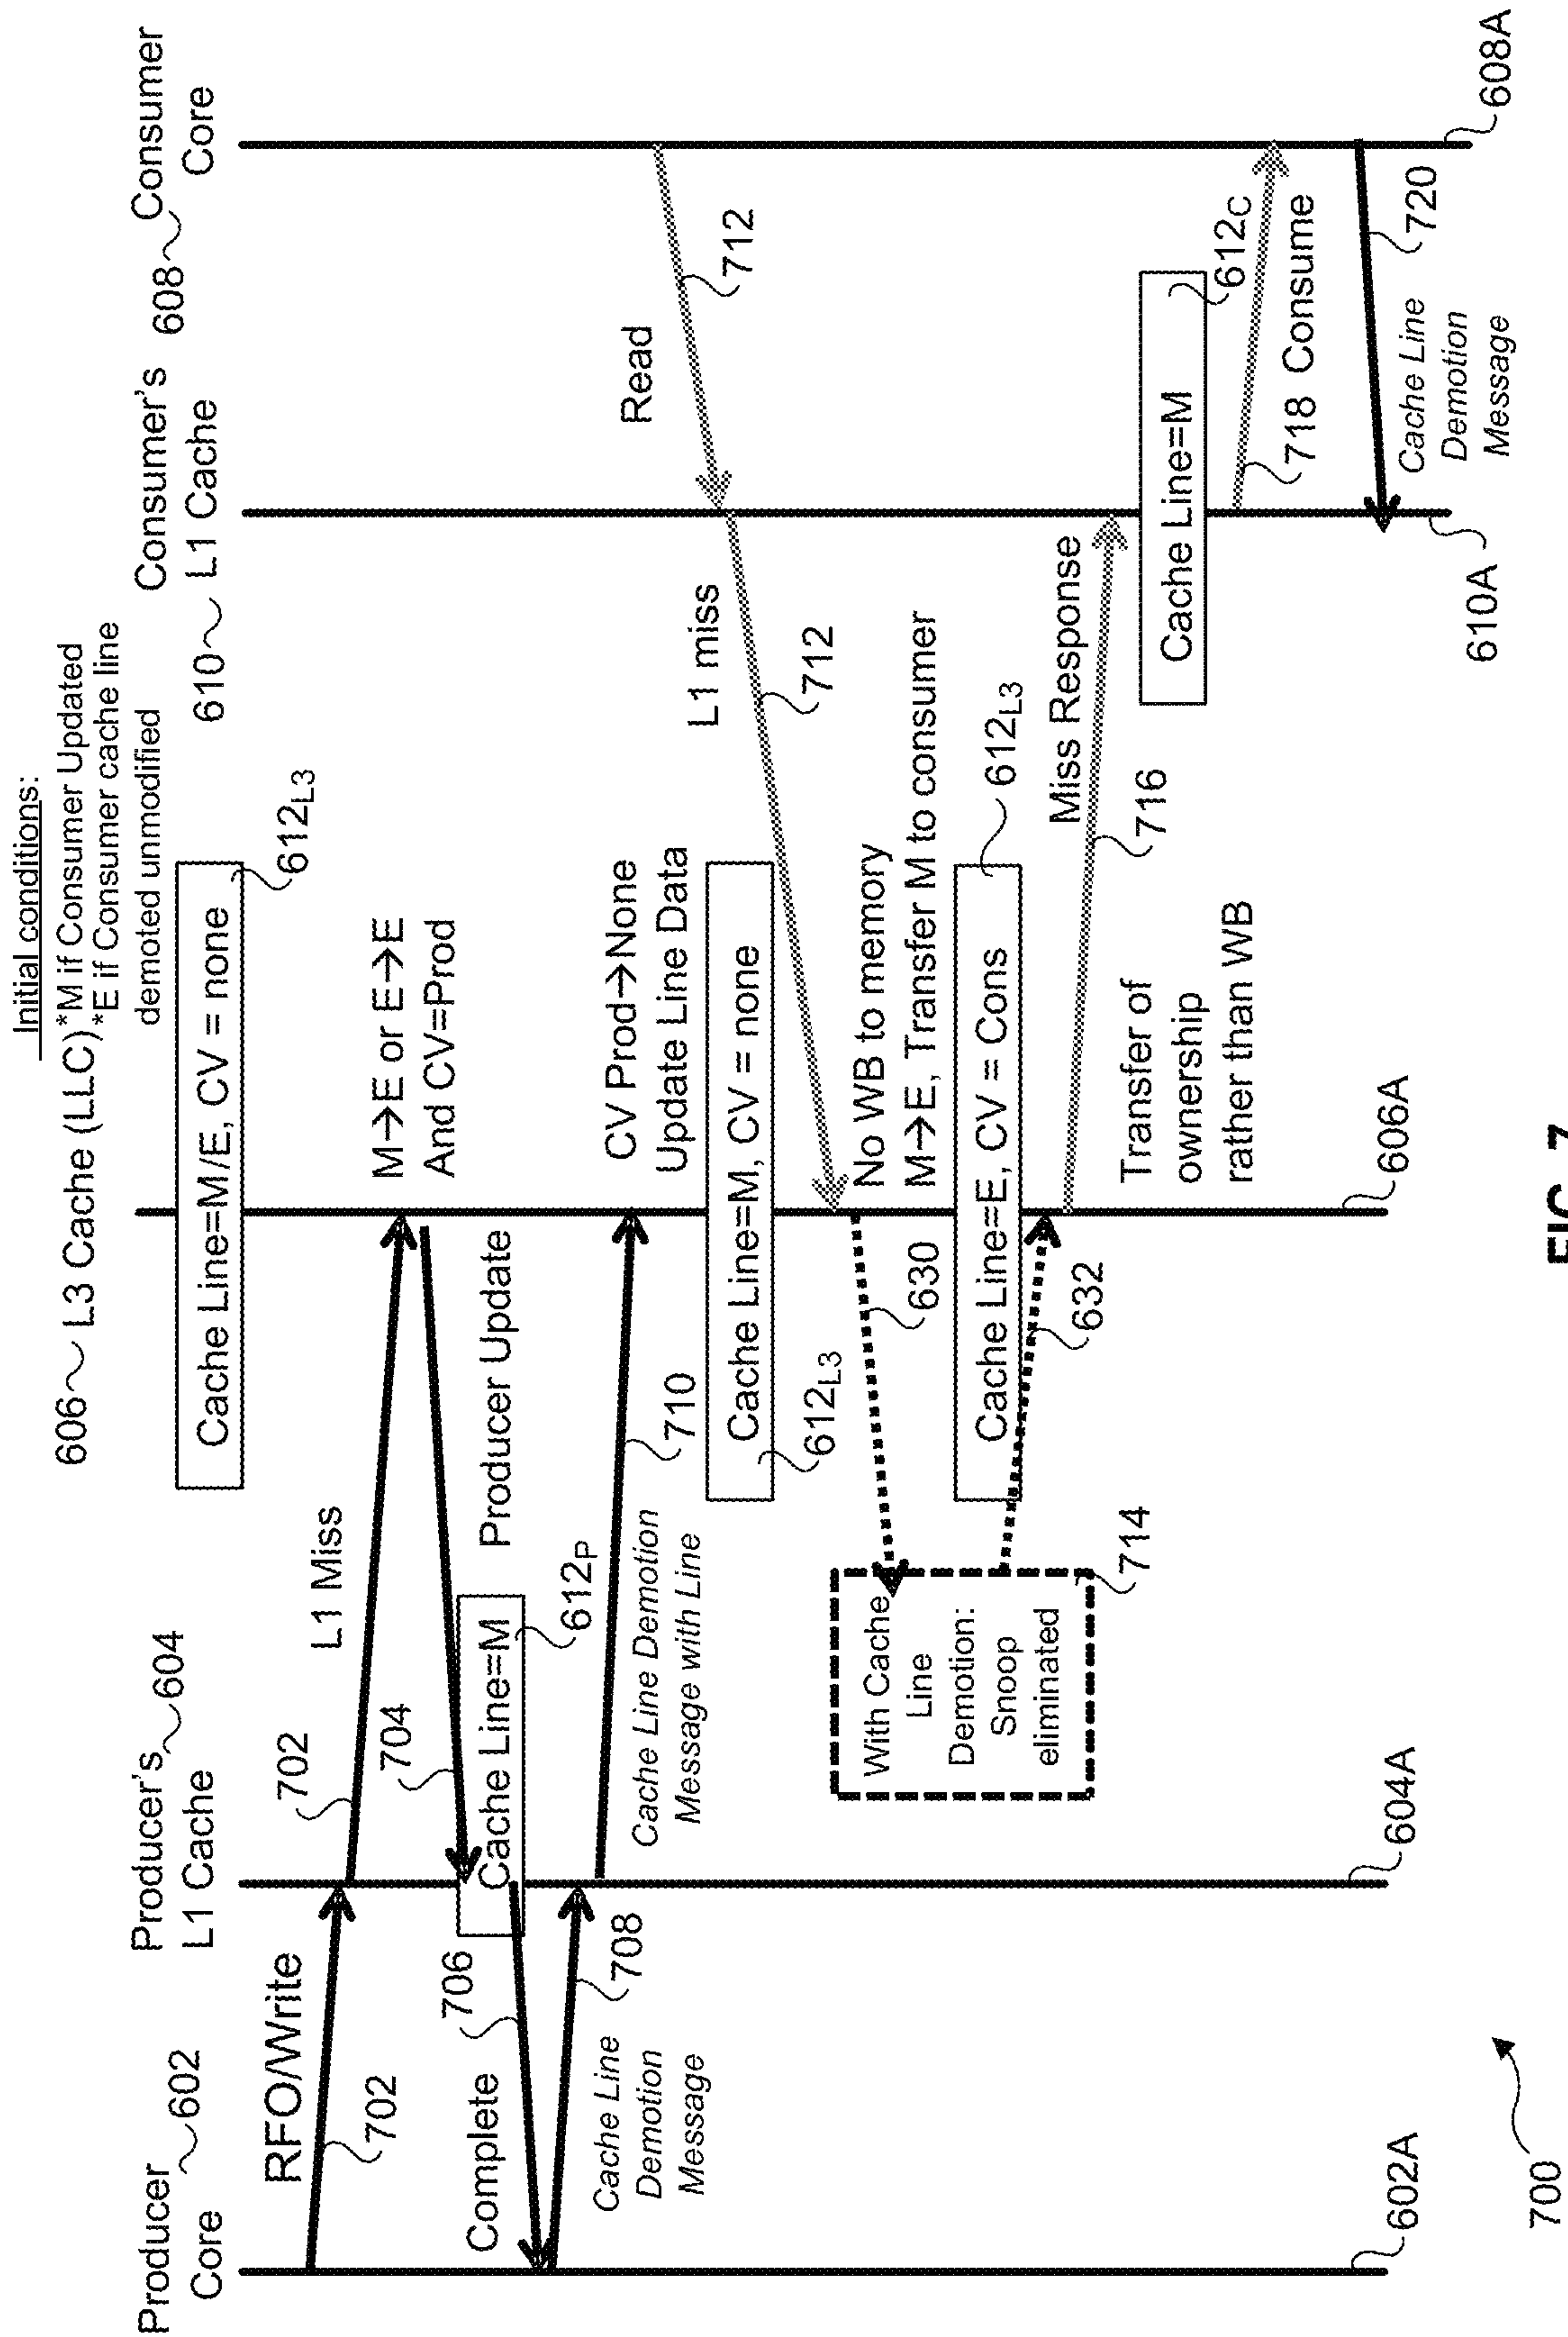 Initial conditions:
606 L3 Cache (LLC) *M if Consumer Updated
*E if Consumer cache line
demoted unmodified
Producer 602
Core
Producer's 604
L1 Cache
Consumer's
610 L1 Cache
608 Consumer
Core
Cache Line=M/E, CV = none
612L3
RFO/Write
702
702
L1 Miss
M→E or E→E
And CV=Prod
704
Producer Update
Cache Line=M
612P
706
Complete
708
Cache Line
Demotion
Message
710
Cache Line Demotion
Message with Line
CV Prod→None
Update Line Data
Read
712
Cache Line=M, CV = none
612L3
L1 miss
712
No WB to memory
M→E, Transfer M to consumer
630
With Cache
Line
Demotion:
Snoop
eliminated
714
Cache Line=E, CV = Cons
612L3
632
Miss Response
716
Transfer of
ownership
rather than WB
Cache Line=M
612C
718 Consume
720
Cache Line
Demotion
Message
602A
604A
606A
610A
608A
700
FIG. 7